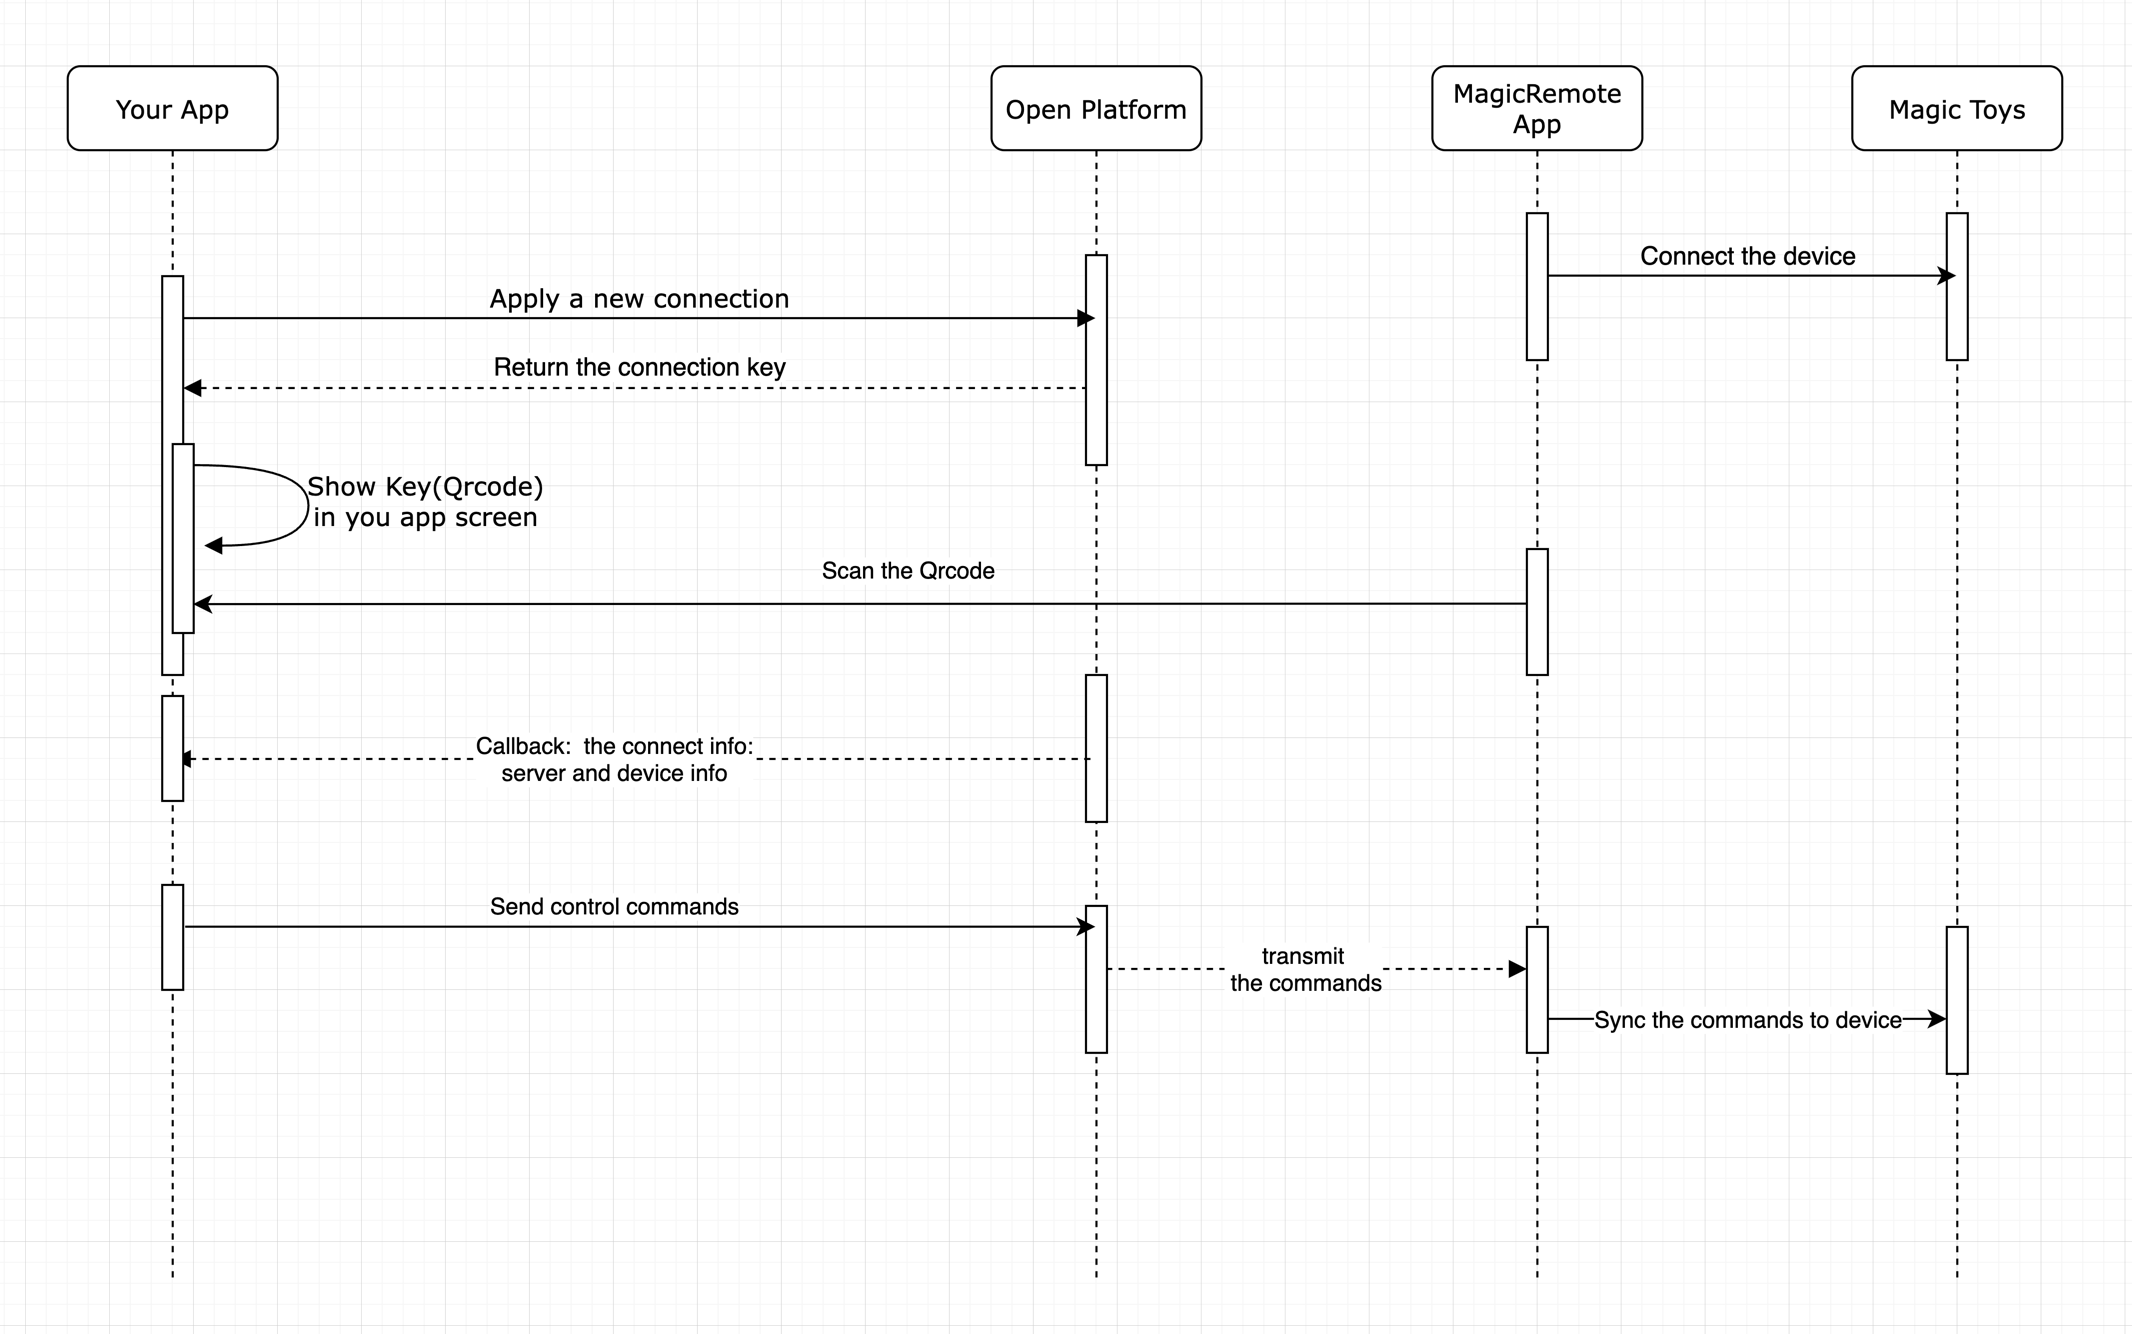 Your App
Open Platform
MagicRemote
App
Magic Toys
Connect the device
Apply a new connection
Return the connection key
Show Key(Qrcode)
in you app screen
Scan the Qrcode
Callback:  the connect info:
server and device info
Send control commands
transmit
the commands
Sync the commands to device